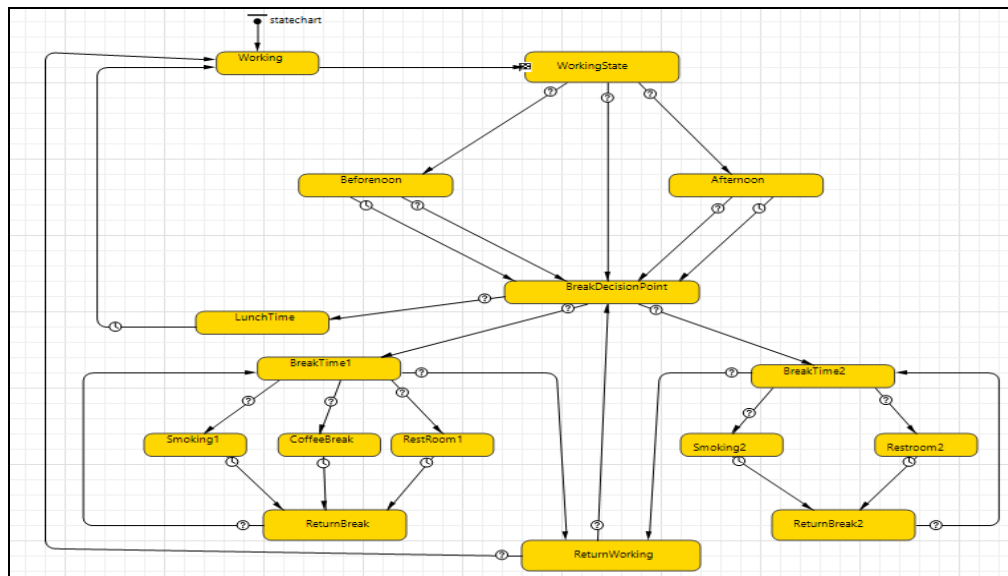 statechart
Working
WorkingState
Beforenoon
Afternoon
BreakDecisionPoint
LunchTime
BreakTime1
BreakTime2
Smoking1
CoffeeBreak
RestRoom1
Smoking2
Restroom2
ReturnBreak
ReturnBreak2
ReturnWorking